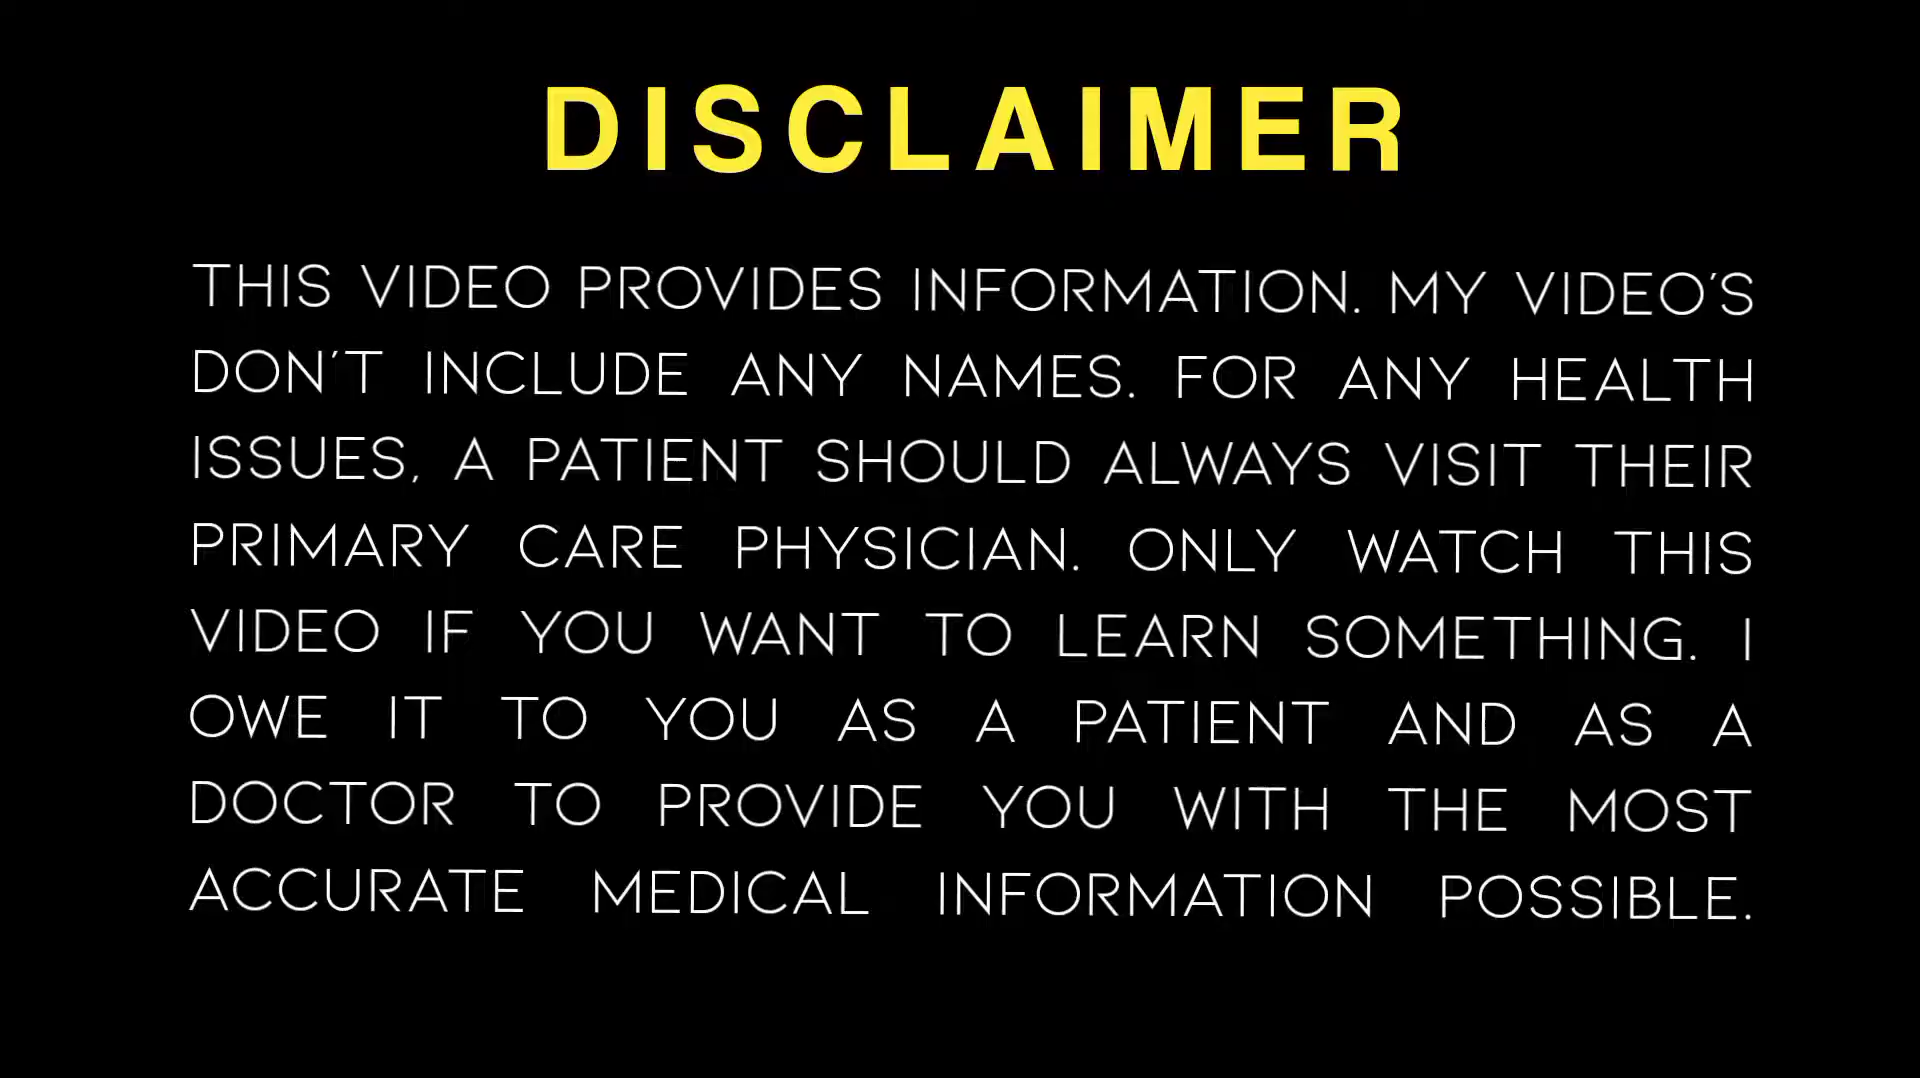 DISCLAIMER
THIS VIDEO PROVIDES INFORMATION. MY VIDEO'S
DON'T INCLUDE ANY NAMES. FOR ANY HEALTH
ISSUES, A PATIENT SHOULD ALWAYS VISIT THEIR
PRIMARY CARE PHYSICIAN. ONLY WATCH THIS
VIDEO IF YOU WANT TO LEARN SOMETHING. I
OWE IT TO YOU AS A PATIENT AND AS A
DOCTOR TO PROVIDE YOU WITH THE MOST
ACCURATE MEDICAL INFORMATION POSSIBLE.